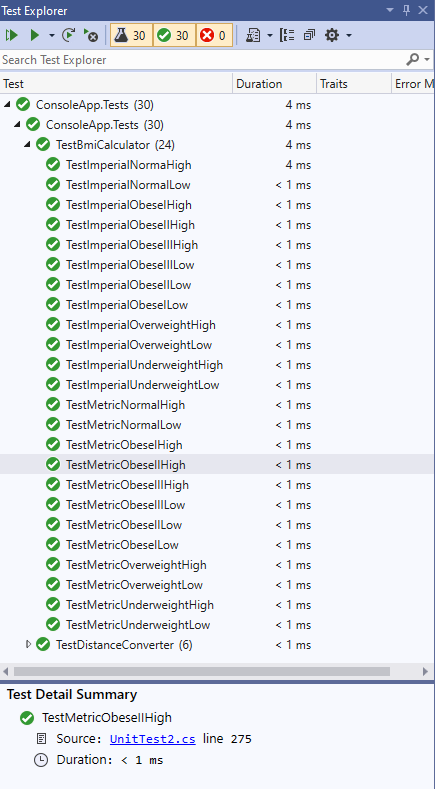 Test Explorer
30 30 0
Search Test Explorer
Test Duration Traits Error M
ConsoleApp.Tests (30) 4 ms
ConsoleApp.Tests (30) 4 ms
TestBmiCalculator (24) 4 ms
TestImperialNormaHigh 4 ms
TestImperialNormalLow < 1 ms
TestImperialObeseIHigh < 1 ms
TestImperialObeseIIHigh < 1 ms
TestImperialObeseIIIHigh < 1 ms
TestImperialObeseIIILow < 1 ms
TestImperialObeseIILow < 1 ms
TestImperialObeseILow < 1 ms
TestImperialOverweightHigh < 1 ms
TestImperialOverweightLow < 1 ms
TestImperialUnderweightHigh < 1 ms
TestImperialUnderweightLow < 1 ms
TestMetricNormalHigh < 1 ms
TestMetricNormalLow < 1 ms
TestMetricObeseIHigh < 1 ms
TestMetricObeseIIHigh < 1 ms
TestMetricObeseIIIHigh < 1 ms
TestMetricObeseIIILow < 1 ms
TestMetricObeseIILow < 1 ms
TestMetricObeseILow < 1 ms
TestMetricOverweightHigh < 1 ms
TestMetricOverweightLow < 1 ms
TestMetricUnderweightHigh < 1 ms
TestMetricUnderweightLow < 1 ms
TestDistanceConverter (6) < 1 ms
Test Detail Summary
TestMetricObeseIIHigh
Source: UnitTest2.cs line 275
Duration: < 1 ms